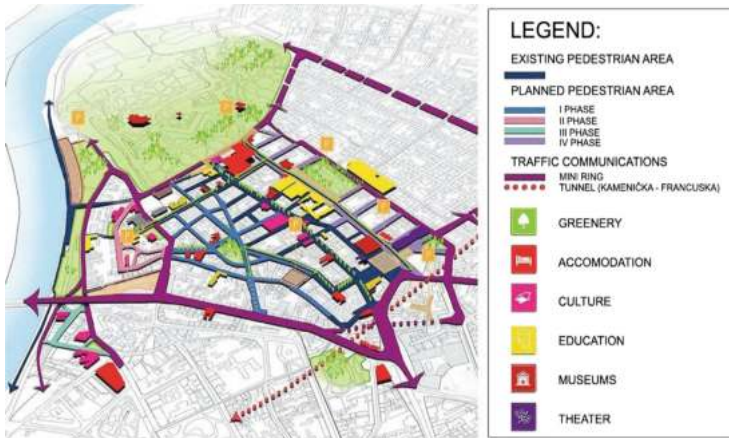 LEGEND:
EXISTING PEDESTRIAN AREA
PLANNED PEDESTRIAN AREA
I PHASE
II PHASE
III PHASE
IV PHASE
TRAFFIC COMMUNICATIONS
MINI RING
TUNNEL (KAMENIČKA - FRANCUSKA)
GREENERY
ACCOMODATION
CULTURE
EDUCATION
MUSEUMS
THEATER
P
P
P
P
P